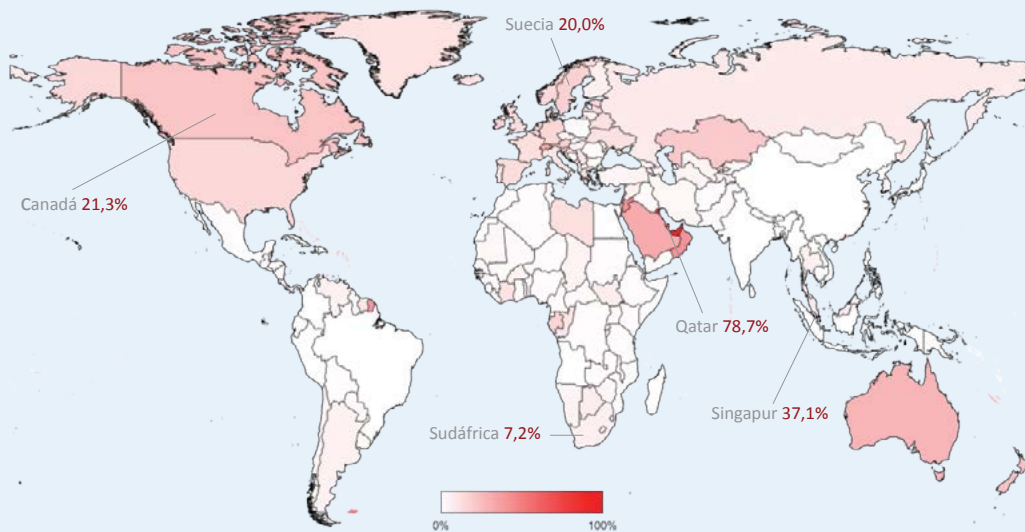 Suecia 20,0%
Canadá 21,3%
Qatar 78,7%
Singapur 37,1%
Sudáfrica 7,2%
0%
100%